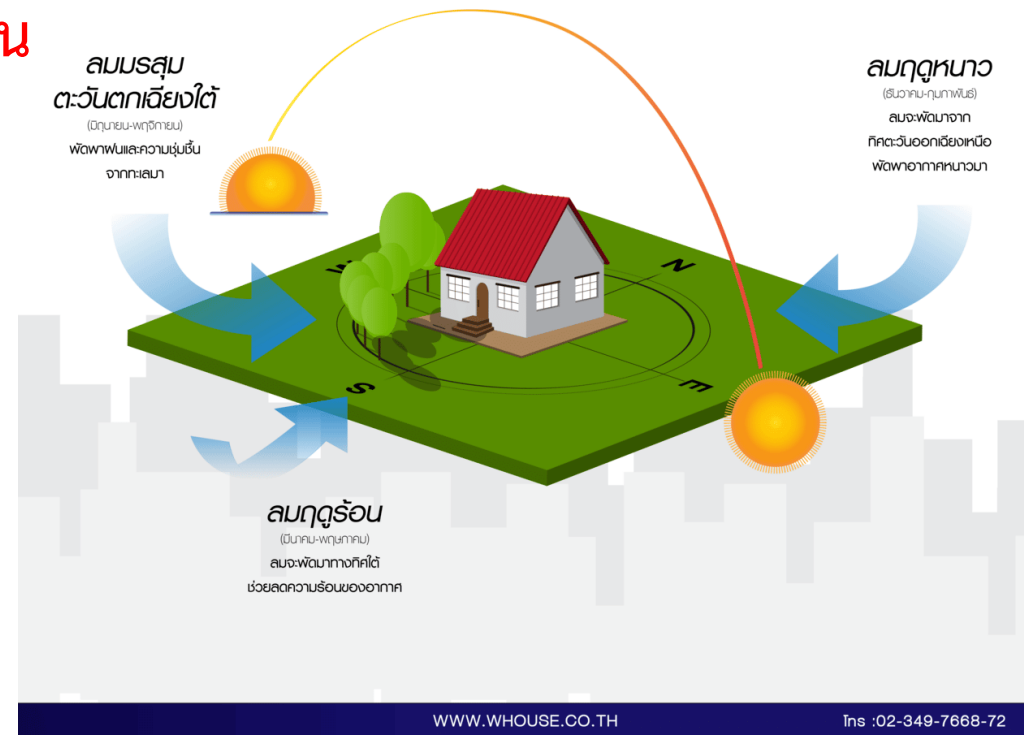 น
ลมมรสุม
ตะวันตกเฉียงใต้
(มิถุนายน-พฤจิกายน)
พัดพาฝนและความชุ่มชื้น
จากทะเลมา
ลมฤดูหนาว
(ธันวาคม-กุมภาพันธ์)
ลมจะพัดมาจาก
ทิศตะวันออกเฉียงเหนือ
พัดพาอากาศหนาวมา
W
N
S
E
ลมฤดูร้อน
(มีนาคม-พฤษภาคม)
ลมจะพัดมาทางทิศใต้
ช่วยลดความร้อนของอากาศ
WWW.WHOUSE.CO.TH
โทร :02-349-7668-72